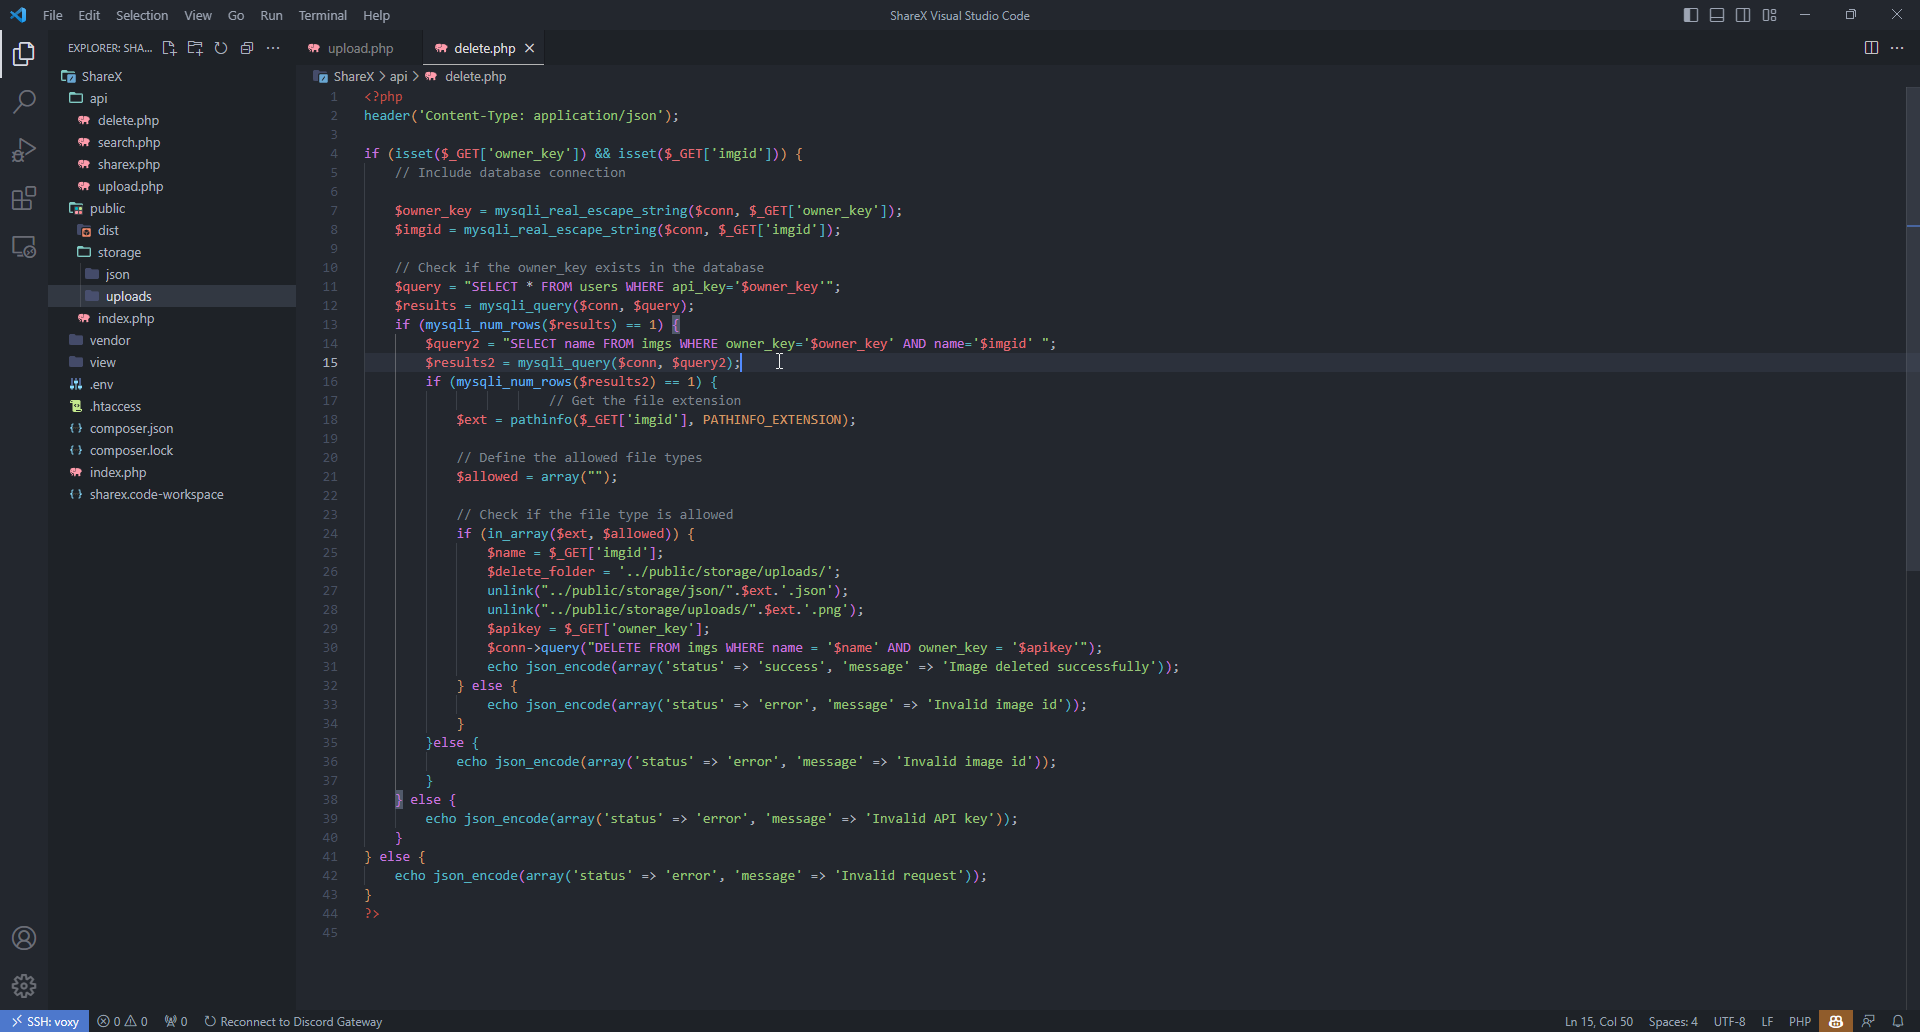 File Edit Selection View Go Run Terminal Help
ShareX Visual Studio Code
EXPLORER: SHA...
ShareX
api
delete.php
search.php
sharex.php
upload.php
public
dist
storage
json
uploads
index.php
vendor
view
.env
.htaccess
composer.json
composer.lock
index.php
sharex.code-workspace
upload.php
delete.php
ShareX > api > delete.php
1 <?php
2 header('Content-Type: application/json');
3
4 if (isset($_GET['owner_key']) && isset($_GET['imgid'])) {
5     // Include database connection
6
7     $owner_key = mysqli_real_escape_string($conn, $_GET['owner_key']);
8     $imgid = mysqli_real_escape_string($conn, $_GET['imgid']);
9
10     // Check if the owner_key exists in the database
11     $query = "SELECT * FROM users WHERE api_key='$owner_key'";
12     $results = mysqli_query($conn, $query);
13     if (mysqli_num_rows($results) == 1) {
14         $query2 = "SELECT name FROM imgs WHERE owner_key='$owner_key' AND name='$imgid' ";
15         $results2 = mysqli_query($conn, $query2);
16         if (mysqli_num_rows($results2) == 1) {
17                         // Get the file extension
18             $ext = pathinfo($_GET['imgid'], PATHINFO_EXTENSION);
19
20             // Define the allowed file types
21             $allowed = array("");
22
23             // Check if the file type is allowed
24             if (in_array($ext, $allowed)) {
25                 $name = $_GET['imgid'];
26                 $delete_folder = '../public/storage/uploads/';
27                 unlink("../public/storage/json/".$ext.'.json');
28                 unlink("../public/storage/uploads/".$ext.'.png');
29                 $apikey = $_GET['owner_key'];
30                 $conn->query("DELETE FROM imgs WHERE name = '$name' AND owner_key = '$apikey'");
31                 echo json_encode(array('status' => 'success', 'message' => 'Image deleted successfully'));
32             } else {
33                 echo json_encode(array('status' => 'error', 'message' => 'Invalid image id'));
34             }
35         }else {
36             echo json_encode(array('status' => 'error', 'message' => 'Invalid image id'));
37         }
38     } else {
39         echo json_encode(array('status' => 'error', 'message' => 'Invalid API key'));
40     }
41 } else {
42     echo json_encode(array('status' => 'error', 'message' => 'Invalid request'));
43 }
44 ?>
45
SSH: voxy 0 0 0 Reconnect to Discord Gateway
Ln 15, Col 50 Spaces: 4 UTF-8 LF PHP